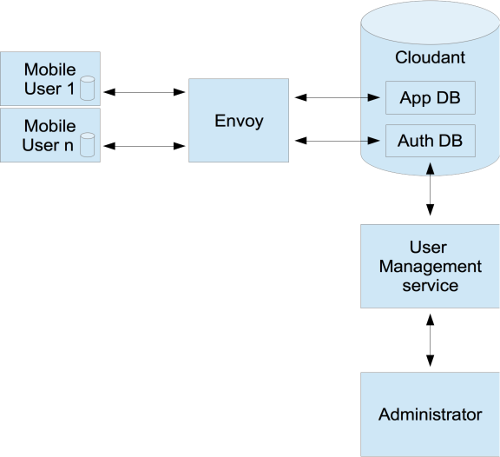 Mobile
User 1
Mobile
User n
Envoy
Cloudant
App DB
Auth DB
User
Management
service
Administrator